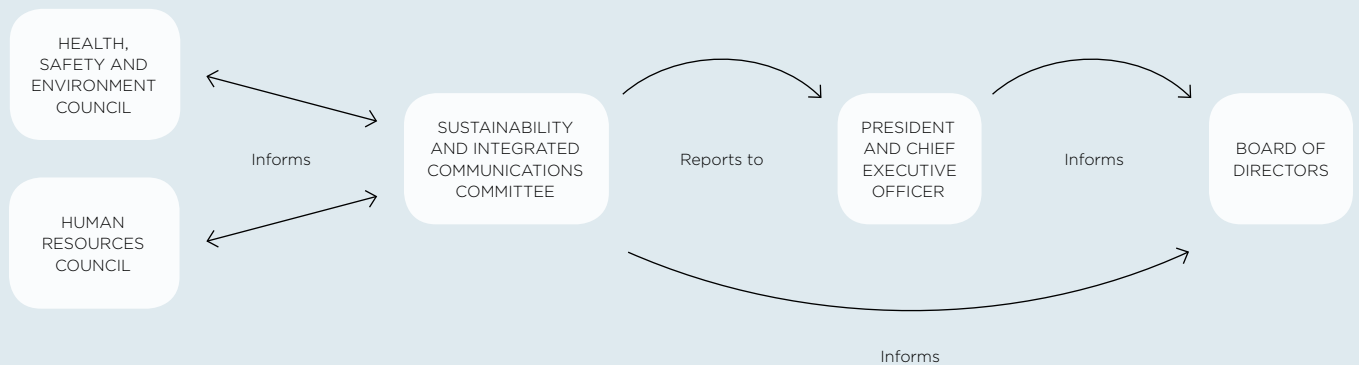 HEALTH,
SAFETY AND
ENVIRONMENT
COUNCIL
Informs
HUMAN
RESOURCES
COUNCIL
SUSTAINABILITY
AND INTEGRATED
COMMUNICATIONS
COMMITTEE
Reports to
PRESIDENT
AND CHIEF
EXECUTIVE
OFFICER
Informs
BOARD OF
DIRECTORS
Informs